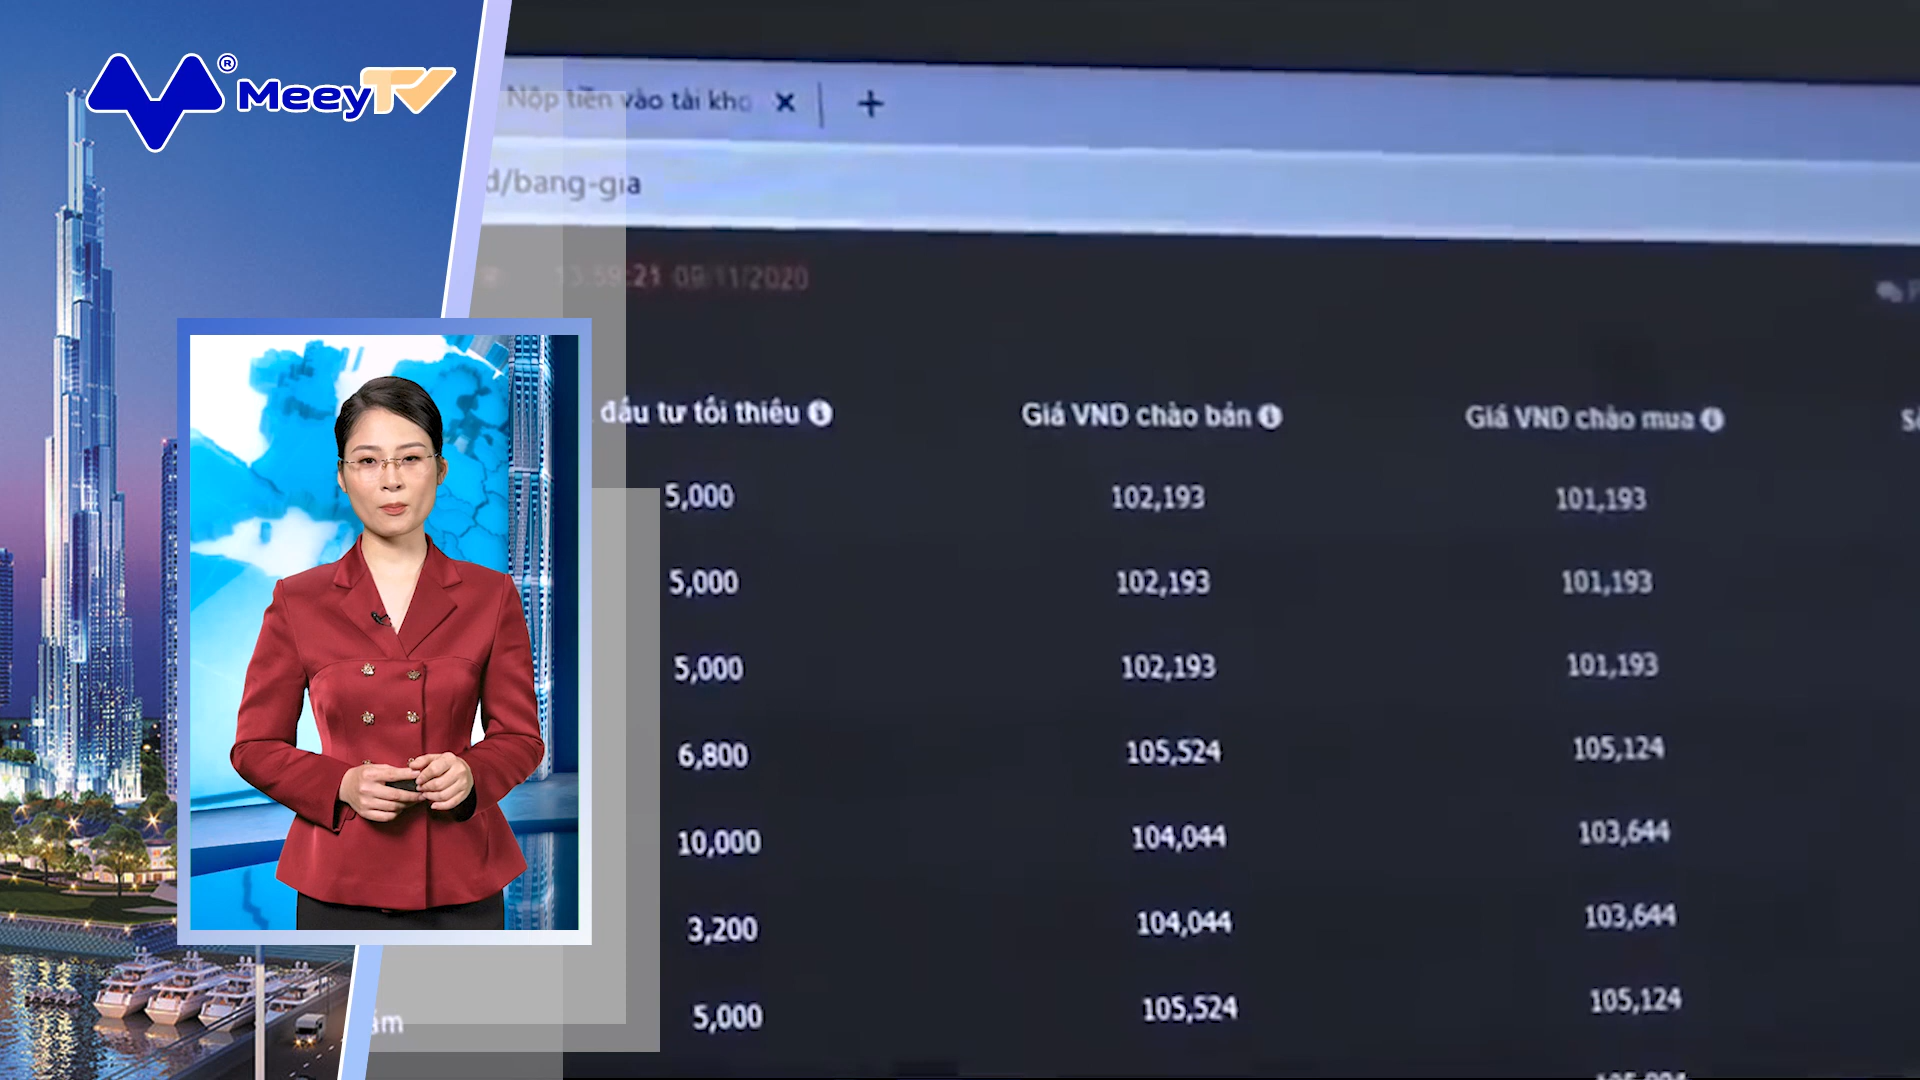 ® MeeyTV
Nộp tiền vào tài kho × | +
d/bang-gia
13:59:21 09/11/2020
đầu tư tối thiểu Giá VND chào bán Giá VND chào mua
5,000 102,193 101,193
5,000 102,193 101,193
5,000 102,193 101,193
6,800 105,524 105,124
10,000 104,044 103,644
3,200 104,044 103,644
5,000 105,524 105,124